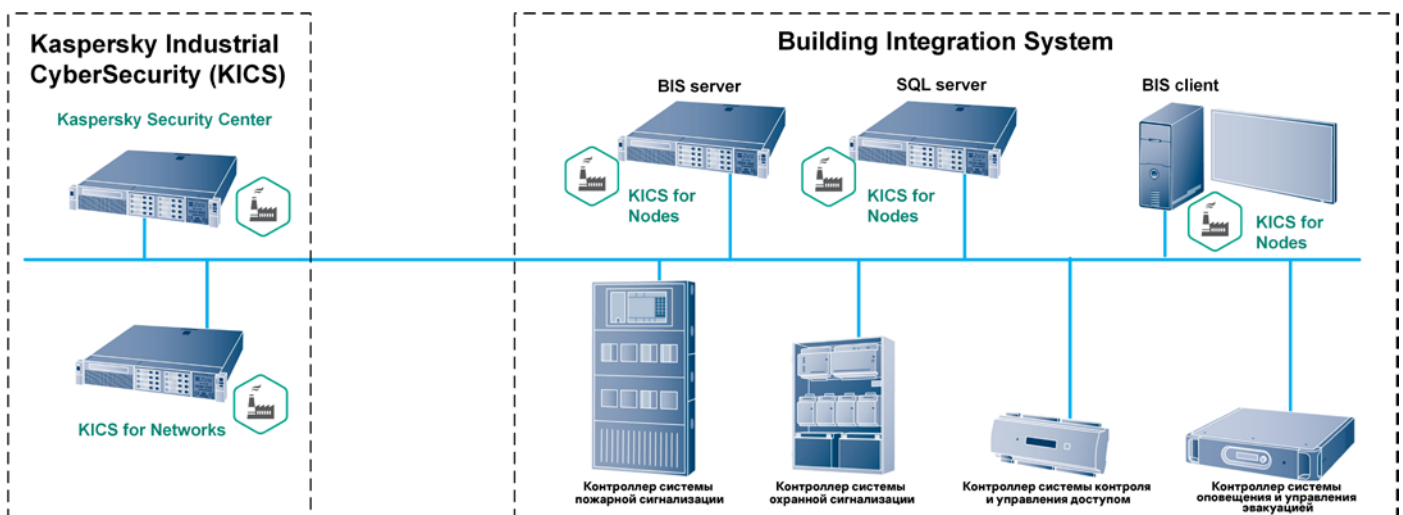 Kaspersky Industrial
CyberSecurity (KICS)
Kaspersky Security Center
KICS for Networks
Building Integration System
BIS server
SQL server
BIS client
KICS for
Nodes
KICS for
Nodes
KICS for
Nodes
Контроллер системы
пожарной сигнализации
Контроллер системы
охранной сигнализации
Контроллер системы контроля
и управления доступом
Контроллер системы
оповещения и управления
эвакуацией